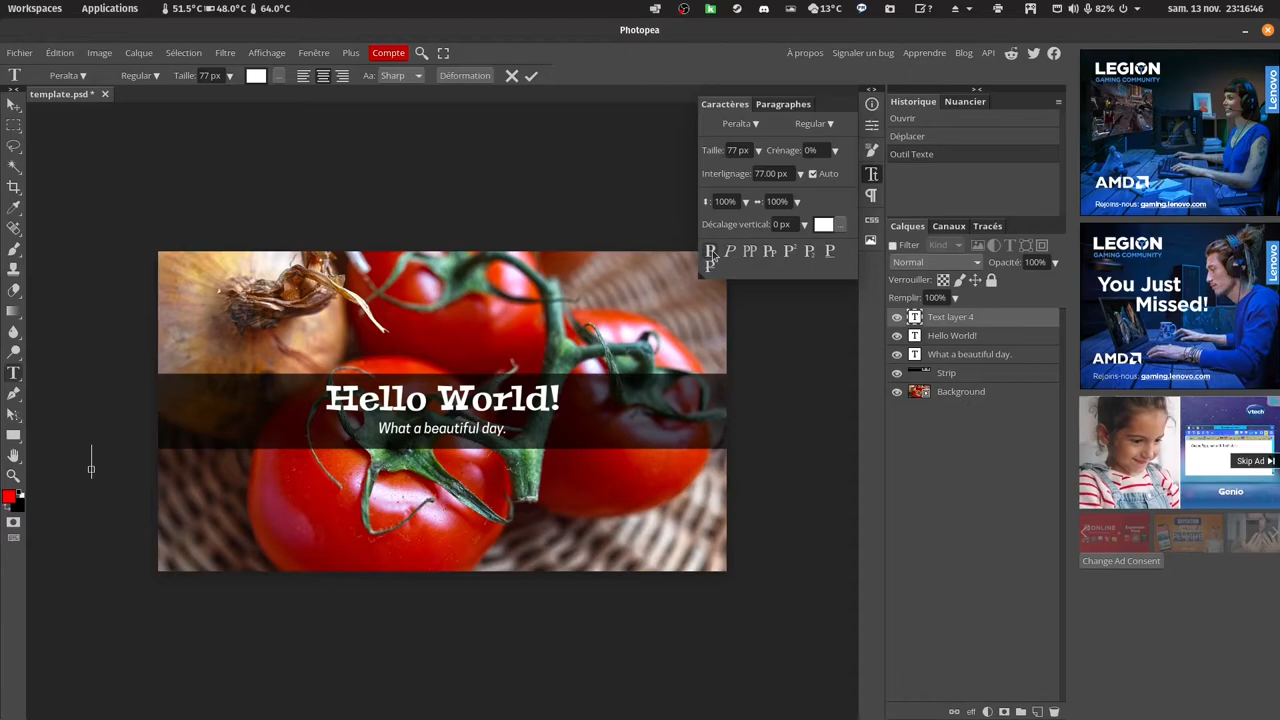 Workspaces Applications 51.5°C 48.0°C 64.0°C 13°C 82% sam. 13 nov. 23:16:46
Photopea
Fichier Édition Image Calque Sélection Filtre Affichage Fenêtre Plus Compte À propos Signaler un bug Apprendre Blog API
T Peralta Regular Taille: 77 px ... Aa: Sharp Déformation
template.psd *
Caractères Paragraphes
Peralta Regular
Taille: 77 px Crénage: 0%
Interlignage: 77.00 px Auto
100% 100%
Décalage vertical: 0 px ...
CSS
Historique Nuancier
Ouvrir
Déplacer
Outil Texte
Calques Canaux Tracés
Filter Kind
Normal Opacité: 100%
Verrouiller:
Remplir: 100%
T Text layer 4
T Hello World!
T What a beautiful day.
Strip
Background
eff
Hello World!
What a beautiful day.
LEGION
GAMING COMMUNITY
Lenovo
AMD
Rejoins-nous: gaming.lenovo.com
LEGION
GAMING COMMUNITY
Lenovo
You Just
Missed!
AMD
Rejoins-nous: gaming.lenovo.com
vtech
Skip Ad
Genio
Change Ad Consent